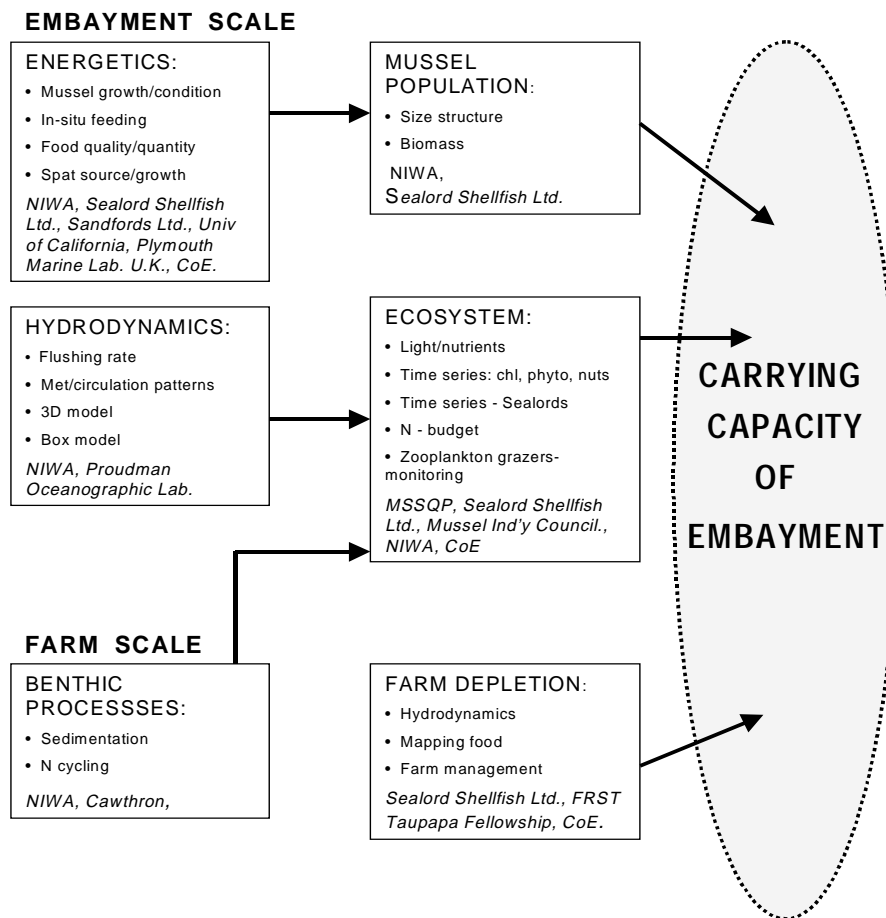 EMBAYMENT SCALE
ENERGETICS:
• Mussel growth/condition
• In-situ feeding
• Food quality/quantity
• Spat source/growth
NIWA, Sealord Shellfish
Ltd., Sandfords Ltd., Univ
of California, Plymouth
Marine Lab. U.K., CoE.
MUSSEL
POPULATION:
• Size structure
• Biomass
NIWA,
Sealord Shellfish Ltd.
HYDRODYNAMICS:
• Flushing rate
• Met/circulation patterns
• 3D model
• Box model
NIWA, Proudman
Oceanographic Lab.
ECOSYSTEM:
• Light/nutrients
• Time series: chl, phyto, nuts
• Time series - Sealords
• N - budget
• Zooplankton grazers-
monitoring
MSSQP, Sealord Shellfish
Ltd., Mussel Ind'y Council.,
NIWA, CoE
CARRYING
CAPACITY
OF
EMBAYMENT
FARM SCALE
BENTHIC
PROCESSSES:
• Sedimentation
• N cycling
NIWA, Cawthron,
FARM DEPLETION:
• Hydrodynamics
• Mapping food
• Farm management
Sealord Shellfish Ltd., FRST
Taupapa Fellowship, CoE.